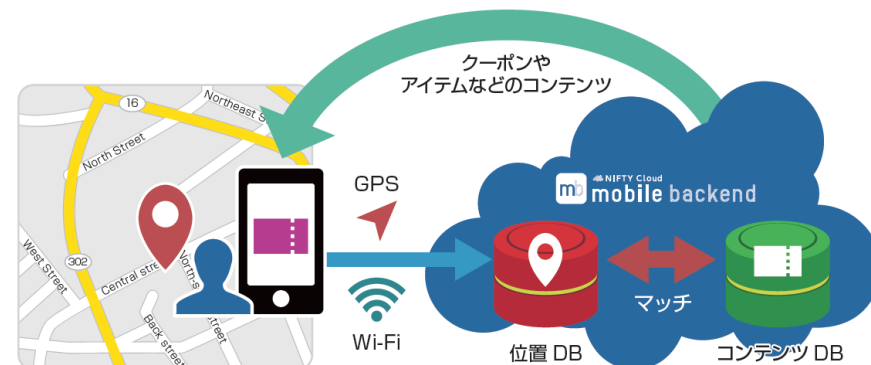 クーポンや
アイテムなどのコンテンツ
16
Northeast S
North Street
GPS
NIFTY Cloud
mb mobile backend
302
West Street
Central stre
North-s
Back street
Wi-Fi
マッチ
位置 DB
コンテンツ DB